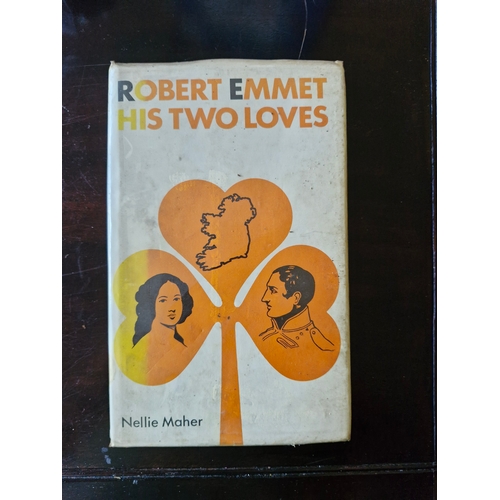 ROBERT EMMET
HIS TWO LOVES
Nellie Maher